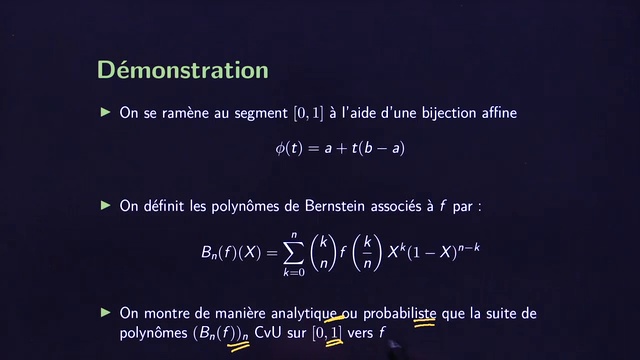 Démonstration
▶ On se ramène au segment [0, 1] à l'aide d'une bijection affine
ϕ(t) = a + t(b − a)
▶ On définit les polynômes de Bernstein associés à f par :
B_n(f)(X) = \sum_{k=0}^{n} \binom{k}{n} f\left(\frac{k}{n}\right) X^k(1 − X)^{n−k}
▶ On montre de manière analytique ou probabiliste que la suite de
polynômes (B_n(f))_n CvU sur [0, 1] vers f